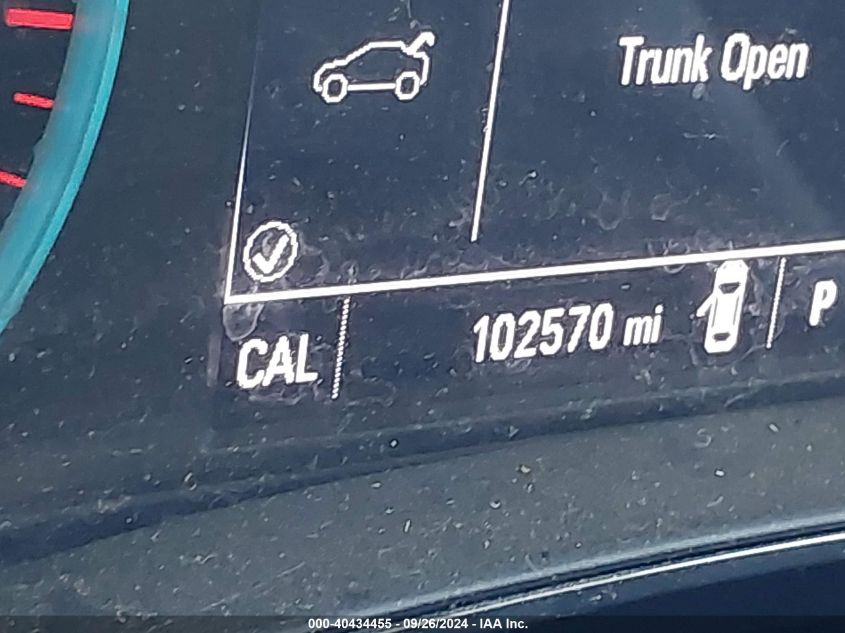 Trunk Open
CAL
102570 mi
P
000-40434455 - 09/26/2024 - IAA Inc.